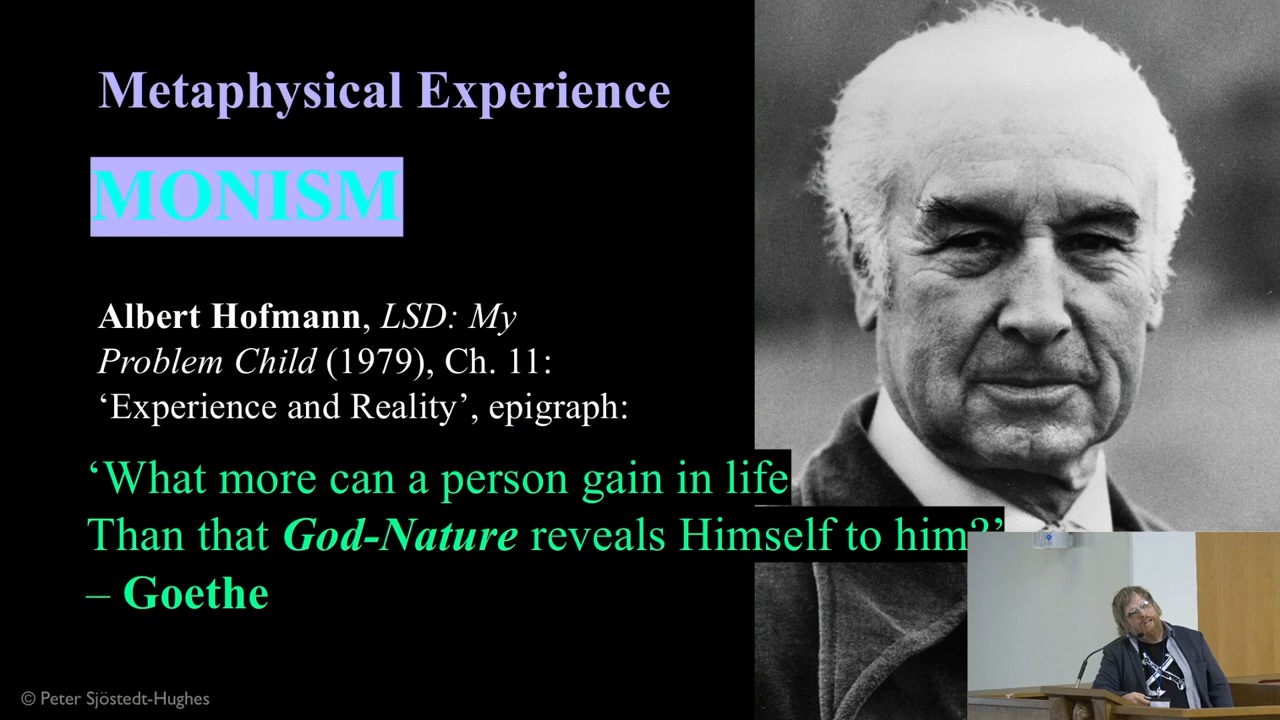 Metaphysical Experience
MONISM
Albert Hofmann, LSD: My
Problem Child (1979), Ch. 11:
‘Experience and Reality’, epigraph:
‘What more can a person gain in life
Than that God-Nature reveals Himself to him?’
– Goethe
© Peter Sjöstedt-Hughes